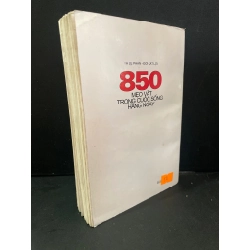 850
MẸO VẶT
TRONG CUỘC SỐNG
HÀNG NGÀY